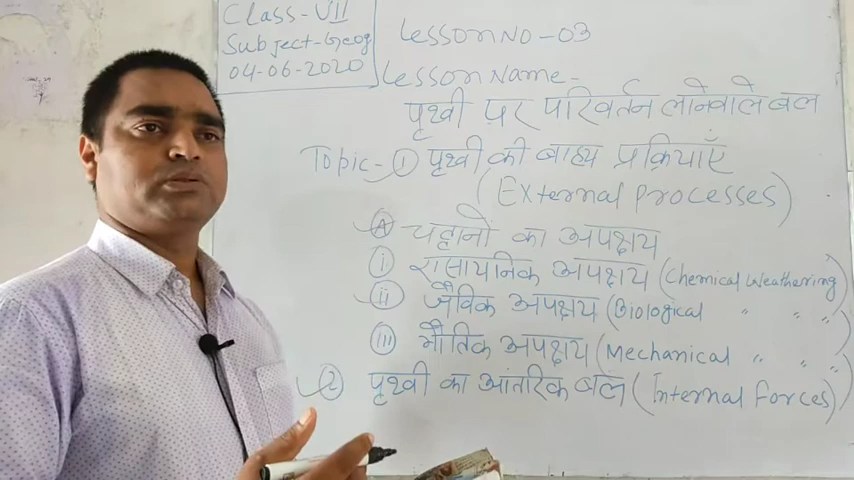 Class-VII
Subject-Geog
04-06-2020
Lesson No-03
Lesson Name-
पृथ्वी पर परिवर्तन लानेवाले बल
Topic-① पृथ्वी की बाह्य प्रक्रियाएँ
(External Processes)
Ⓐ चट्टानों का अपक्षय
ⓘ रासायनिक अपक्षय (Chemical Weathering)
ii जैविक अपक्षय (Biological " " ")
iii भौतिक अपक्षय (Mechanical " " ")
② पृथ्वी का आंतरिक बल (Internal Forces)